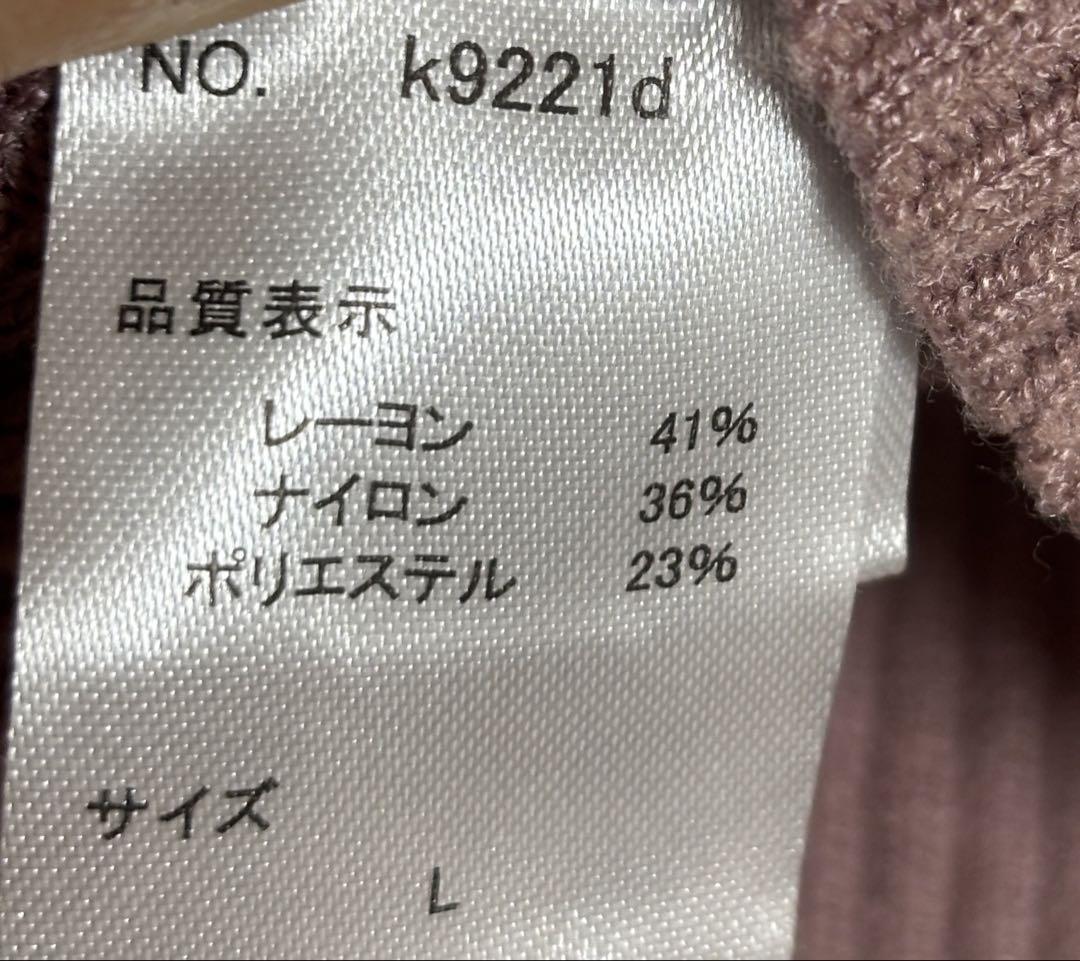 NO. k9221d
品質表示
レーヨン 41%
ナイロン 36%
ポリエステル 23%
サイズ
L